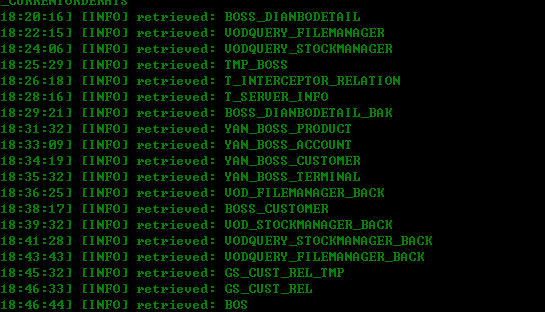 18:20:16] [INFO] retrieved: BOSS_DIANBODETAIL
18:22:15] [INFO] retrieved: VODQUERY_FILEMANAGER
18:24:06] [INFO] retrieved: VODQUERY_STOCKMANAGER
18:25:29] [INFO] retrieved: TMP_BOSS
18:26:18] [INFO] retrieved: T_INTERCEPTOR_RELATION
18:28:16] [INFO] retrieved: T_SERVER_INFO
18:29:21] [INFO] retrieved: BOSS_DIANBODETAIL_BAK
18:31:32] [INFO] retrieved: YAN_BOSS_PRODUCT
18:33:09] [INFO] retrieved: YAN_BOSS_ACCOUNT
18:34:19] [INFO] retrieved: YAN_BOSS_CUSTOMER
18:35:32] [INFO] retrieved: YAN_BOSS_TERMINAL
18:36:25] [INFO] retrieved: VOD_FILEMANAGER_BACK
18:38:17] [INFO] retrieved: BOSS_CUSTOMER
18:39:32] [INFO] retrieved: VOD_STOCKMANAGER_BACK
18:41:28] [INFO] retrieved: VODQUERY_STOCKMANAGER_BACK
18:43:43] [INFO] retrieved: VODQUERY_FILEMANAGER_BACK
18:45:32] [INFO] retrieved: GS_CUST_REL_TMP
18:46:33] [INFO] retrieved: GS_CUST_REL
18:46:44] [INFO] retrieved: BOS